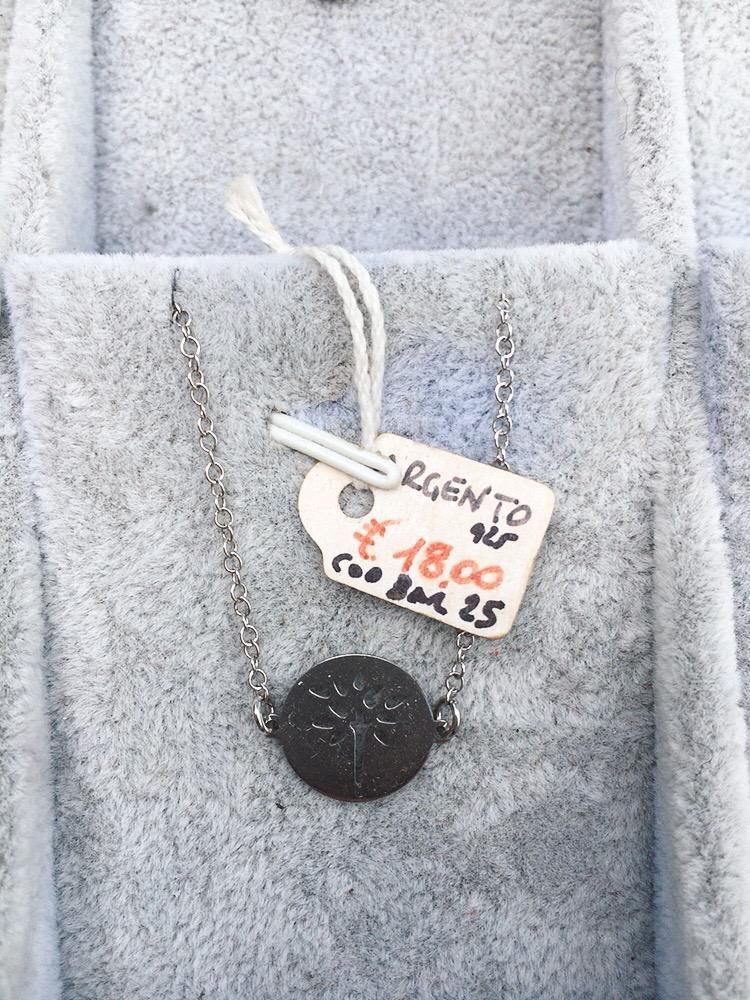 ARGENTO
925
€ 18.00
COD BM. 25